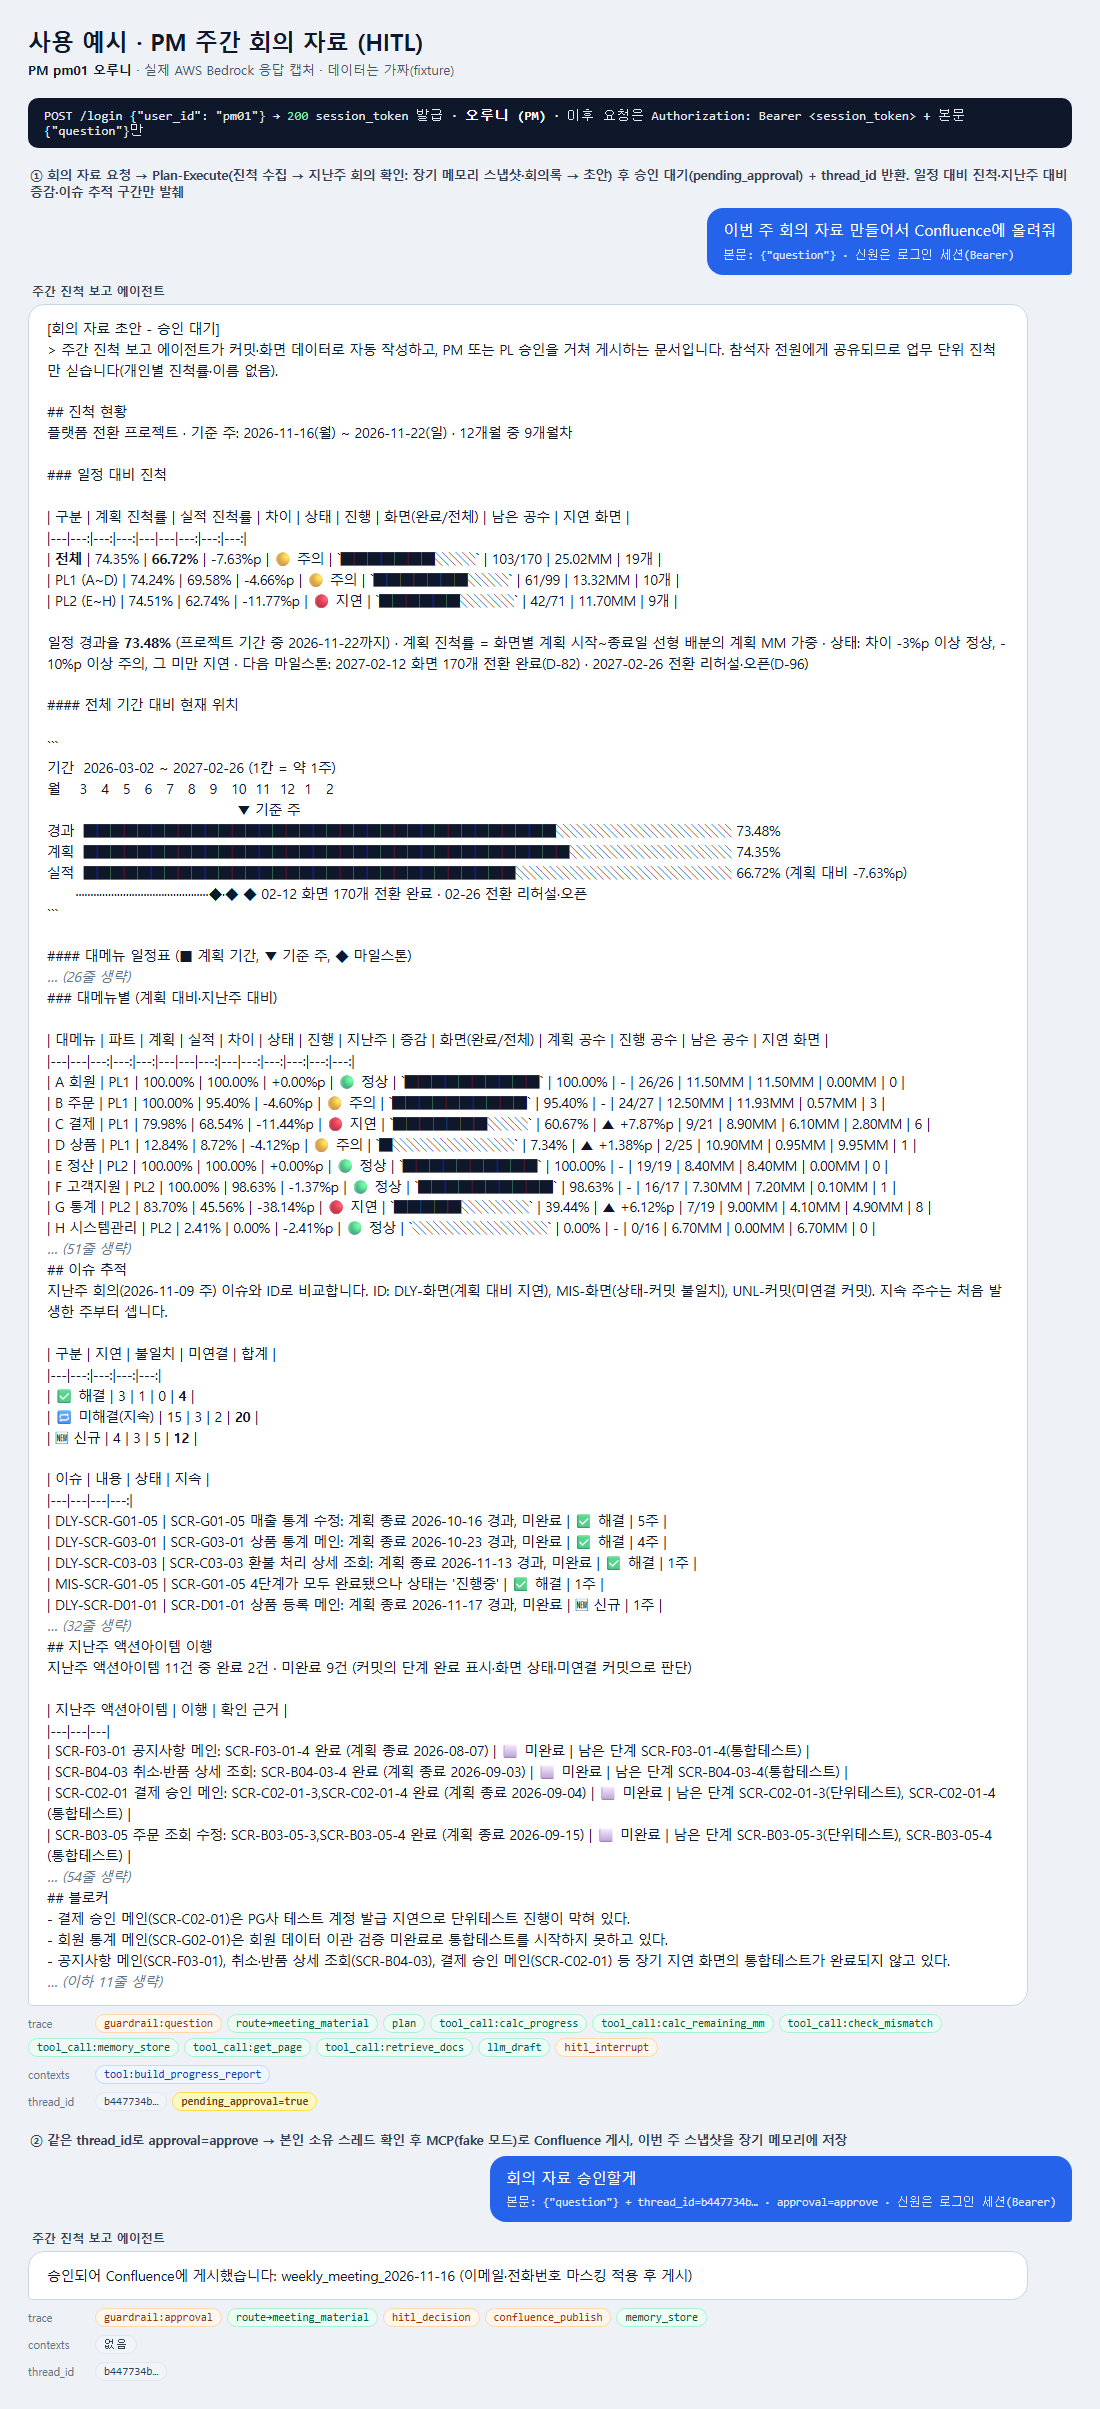 사용 예시 · PM 주간 회의 자료 (HITL)
PM pm01 오루니 · 실제 AWS Bedrock 응답 캡처 · 데이터는 가짜(fixture)
POST /login {"user_id": "pm01"} → 200 session_token 발급 · 오루니 (PM) · 이후 요청은 Authorization: Bearer <session_token> + 본문
{"question"}만
① 회의 자료 요청 → Plan-Execute(진척 수집 → 지난주 회의 확인: 장기 메모리 스냅샷·회의록 → 초안) 후 승인 대기(pending_approval) + thread_id 반환. 일정 대비 진척·지난주 대비
증감·이슈 추적 구간만 발췌
이번 주 회의 자료 만들어서 Confluence에 올려줘
본문: {"question"} · 신원은 로그인 세션(Bearer)
주간 진척 보고 에이전트
[회의 자료 초안 - 승인 대기]
> 주간 진척 보고 에이전트가 커밋·화면 데이터로 자동 작성하고, PM 또는 PL 승인을 거쳐 게시하는 문서입니다. 참석자 전원에게 공유되므로 업무 단위 진척
만 싣습니다(개인별 진척률·이름 없음).
## 진척 현황
플랫폼 전환 프로젝트 · 기준 주: 2026-11-16(월) ~ 2026-11-22(일) · 12개월 중 9개월차
### 일정 대비 진척
| 구분 | 계획 진척률 | 실적 진척률 | 차이 | 상태 | 진행 | 화면(완료/전체) | 남은 공수 | 지연 화면 |
|---|---:|---:|---:|---|---|---:|---:|---:|
| 전체 | 74.35% | 66.72% | -7.63%p | 🟡 주의 | `███████░░░` | 103/170 | 25.02MM | 19개 |
| PL1 (A~D) | 74.24% | 69.58% | -4.66%p | 🟡 주의 | `███████░░░` | 61/99 | 13.32MM | 10개 |
| PL2 (E~H) | 74.51% | 62.74% | -11.77%p | 🔴 지연 | `██████░░░░` | 42/71 | 11.70MM | 9개 |
일정 경과율 73.48% (프로젝트 기간 중 2026-11-22까지) · 계획 진척률 = 화면별 계획 시작~종료일 선형 배분의 계획 MM 가중 · 상태: 차이 -3%p 이상 정상, -
10%p 이상 주의, 그 미만 지연 · 다음 마일스톤: 2027-02-12 화면 170개 전환 완료(D-82) · 2027-02-26 전환 리허설·오픈(D-96)
#### 전체 기간 대비 현재 위치
```
기간 2026-03-02 ~ 2027-02-26 (1칸 = 약 1주)
월 3 4 5 6 7 8 9 10 11 12 1 2
▼ 기준 주
경과 ███████████████████████████████████░░░░░░░░░░░░░ 73.48%
계획 ████████████████████████████████████░░░░░░░░░░░░ 74.35%
실적 ████████████████████████████████░░░░░░░░░░░░░░░░ 66.72% (계획 대비 -7.63%p)
··············································◆·◆ ◆ 02-12 화면 170개 전환 완료 · 02-26 전환 리허설·오픈
```
#### 대메뉴 일정표 (■ 계획 기간, ▼ 기준 주, ◆ 마일스톤)
... (26줄 생략)
### 대메뉴별 (계획 대비·지난주 대비)
| 대메뉴 | 파트 | 계획 | 실적 | 차이 | 상태 | 진행 | 지난주 | 증감 | 화면(완료/전체) | 계획 공수 | 진행 공수 | 남은 공수 | 지연 화면 |
|---|---|---:|---:|---:|---|---|---:|---:|---:|---:|---:|---:|---:|
| A 회원 | PL1 | 100.00% | 100.00% | +0.00%p | 🟢 정상 | `██████████` | 100.00% | - | 26/26 | 11.50MM | 11.50MM | 0.00MM | 0 |
| B 주문 | PL1 | 100.00% | 95.40% | -4.60%p | 🟡 주의 | `██████████` | 95.40% | - | 24/27 | 12.50MM | 11.93MM | 0.57MM | 3 |
| C 결제 | PL1 | 79.98% | 68.54% | -11.44%p | 🔴 지연 | `███████░░░` | 60.67% | ▲ +7.87%p | 9/21 | 8.90MM | 6.10MM | 2.80MM | 6 |
| D 상품 | PL1 | 12.84% | 8.72% | -4.12%p | 🟡 주의 | `█░░░░░░░░░` | 7.34% | ▲ +1.38%p | 2/25 | 10.90MM | 0.95MM | 9.95MM | 1 |
| E 정산 | PL2 | 100.00% | 100.00% | +0.00%p | 🟢 정상 | `██████████` | 100.00% | - | 19/19 | 8.40MM | 8.40MM | 0.00MM | 0 |
| F 고객지원 | PL2 | 100.00% | 98.63% | -1.37%p | 🟢 정상 | `██████████` | 98.63% | - | 16/17 | 7.30MM | 7.20MM | 0.10MM | 1 |
| G 통계 | PL2 | 83.70% | 45.56% | -38.14%p | 🔴 지연 | `█████░░░░░` | 39.44% | ▲ +6.12%p | 7/19 | 9.00MM | 4.10MM | 4.90MM | 8 |
| H 시스템관리 | PL2 | 2.41% | 0.00% | -2.41%p | 🟢 정상 | `░░░░░░░░░░` | 0.00% | - | 0/16 | 6.70MM | 0.00MM | 6.70MM | 0 |
... (51줄 생략)
## 이슈 추적
지난주 회의(2026-11-09 주) 이슈와 ID로 비교합니다. ID: DLY-화면(계획 대비 지연), MIS-화면(상태-커밋 불일치), UNL-커밋(미연결 커밋). 지속 주수는 처음 발
생한 주부터 셉니다.
| 구분 | 지연 | 불일치 | 미연결 | 합계 |
|---|---:|---:|---:|---:|
| ✅ 해결 | 3 | 1 | 0 | 4 |
| 🔁 미해결(지속) | 15 | 3 | 2 | 20 |
| 🆕 신규 | 4 | 3 | 5 | 12 |
| 이슈 | 내용 | 상태 | 지속 |
|---|---|---|---:|
| DLY-SCR-G01-05 | SCR-G01-05 매출 통계 수정: 계획 종료 2026-10-16 경과, 미완료 | ✅ 해결 | 5주 |
| DLY-SCR-G03-01 | SCR-G03-01 상품 통계 메인: 계획 종료 2026-10-23 경과, 미완료 | ✅ 해결 | 4주 |
| DLY-SCR-C03-03 | SCR-C03-03 환불 처리 상세 조회: 계획 종료 2026-11-13 경과, 미완료 | ✅ 해결 | 1주 |
| MIS-SCR-G01-05 | SCR-G01-05 4단계가 모두 완료됐으나 상태는 '진행중' | ✅ 해결 | 1주 |
| DLY-SCR-D01-01 | SCR-D01-01 상품 등록 메인: 계획 종료 2026-11-17 경과, 미완료 | 🆕 신규 | 1주 |
... (32줄 생략)
## 지난주 액션아이템 이행
지난주 액션아이템 11건 중 완료 2건 · 미완료 9건 (커밋의 단계 완료 표시·화면 상태·미연결 커밋으로 판단)
| 지난주 액션아이템 | 이행 | 확인 근거 |
|---|---|---|
| SCR-F03-01 공지사항 메인: SCR-F03-01-4 완료 (계획 종료 2026-08-07) | ⬜ 미완료 | 남은 단계 SCR-F03-01-4(통합테스트) |
| SCR-B04-03 취소·반품 상세 조회: SCR-B04-03-4 완료 (계획 종료 2026-09-03) | ⬜ 미완료 | 남은 단계 SCR-B04-03-4(통합테스트) |
| SCR-C02-01 결제 승인 메인: SCR-C02-01-3,SCR-C02-01-4 완료 (계획 종료 2026-09-04) | ⬜ 미완료 | 남은 단계 SCR-C02-01-3(단위테스트), SCR-C02-01-4
(통합테스트) |
| SCR-B03-05 주문 조회 수정: SCR-B03-05-3,SCR-B03-05-4 완료 (계획 종료 2026-09-15) | ⬜ 미완료 | 남은 단계 SCR-B03-05-3(단위테스트), SCR-B03-05-4
(통합테스트) |
... (54줄 생략)
## 블로커
- 결제 승인 메인(SCR-C02-01)은 PG사 테스트 계정 발급 지연으로 단위테스트 진행이 막혀 있다.
- 회원 통계 메인(SCR-G02-01)은 회원 데이터 이관 검증 미완료로 통합테스트를 시작하지 못하고 있다.
- 공지사항 메인(SCR-F03-01), 취소·반품 상세 조회(SCR-B04-03), 결제 승인 메인(SCR-C02-01) 등 장기 지연 화면의 통합테스트가 완료되지 않고 있다.
... (이하 11줄 생략)
trace guardrail:question route→meeting_material plan tool_call:calc_progress tool_call:calc_remaining_mm tool_call:check_mismatch
tool_call:memory_store tool_call:get_page tool_call:retrieve_docs llm_draft hitl_interrupt
contexts tool:build_progress_report
thread_id b447734b… pending_approval=true
② 같은 thread_id로 approval=approve → 본인 소유 스레드 확인 후 MCP(fake 모드)로 Confluence 게시, 이번 주 스냅샷을 장기 메모리에 저장
회의 자료 승인할게
본문: {"question"} + thread_id=b447734b… · approval=approve · 신원은 로그인 세션(Bearer)
주간 진척 보고 에이전트
승인되어 Confluence에 게시했습니다: weekly_meeting_2026-11-16 (이메일·전화번호 마스킹 적용 후 게시)
trace guardrail:approval route→meeting_material hitl_decision confluence_publish memory_store
contexts 없음
thread_id b447734b…